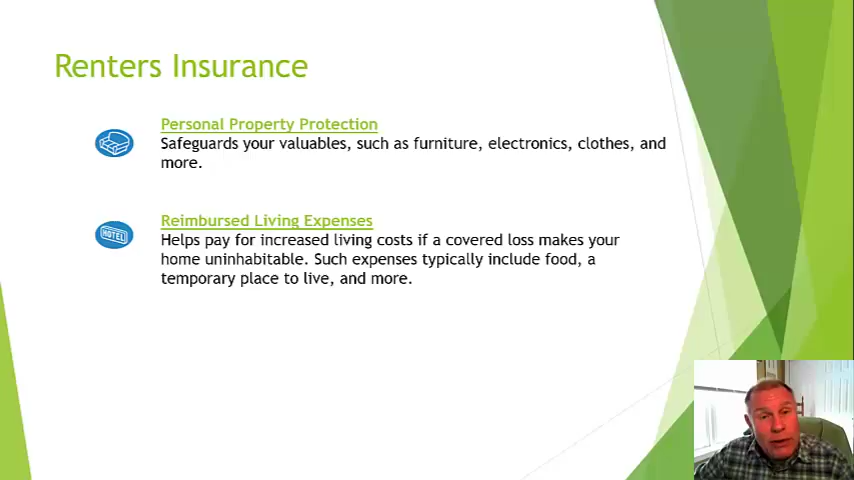 Renters Insurance
Personal Property Protection
Safeguards your valuables, such as furniture, electronics, clothes, and
more.
Reimbursed Living Expenses
HOTEL
Helps pay for increased living costs if a covered loss makes your
home uninhabitable. Such expenses typically include food, a
temporary place to live, and more.